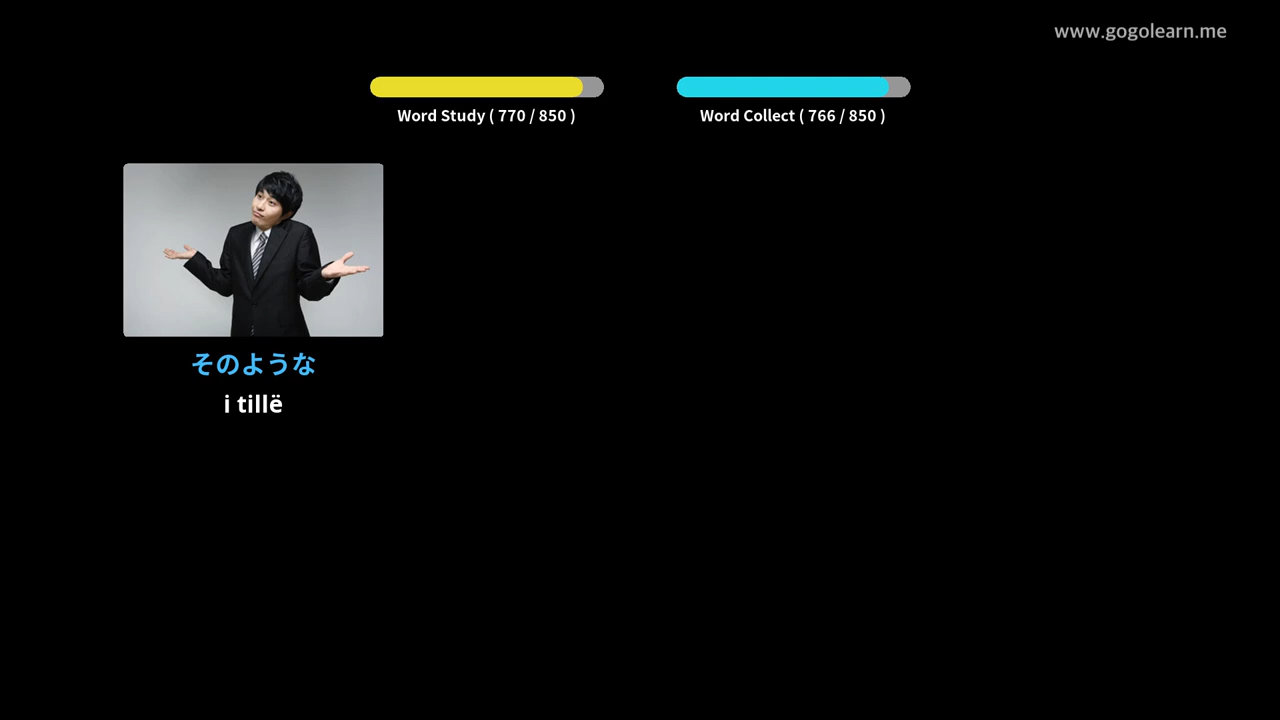 www.gogolearn.me
Word Study ( 770 / 850 )
Word Collect ( 766 / 850 )
そのような
i tillë